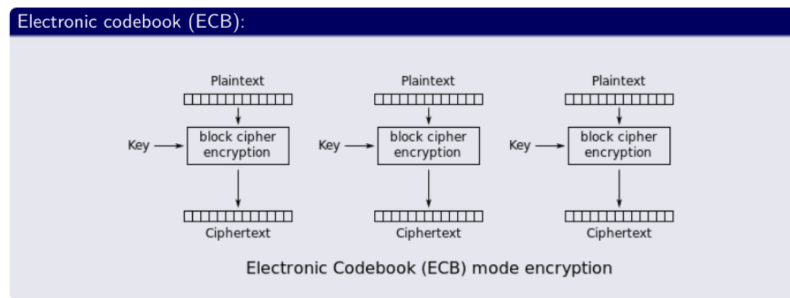 Electronic codebook (ECB):
Plaintext
Plaintext
Plaintext
Key
block cipher
encryption
Key
block cipher
encryption
Key
block cipher
encryption
Ciphertext
Ciphertext
Ciphertext
Electronic Codebook (ECB) mode encryption